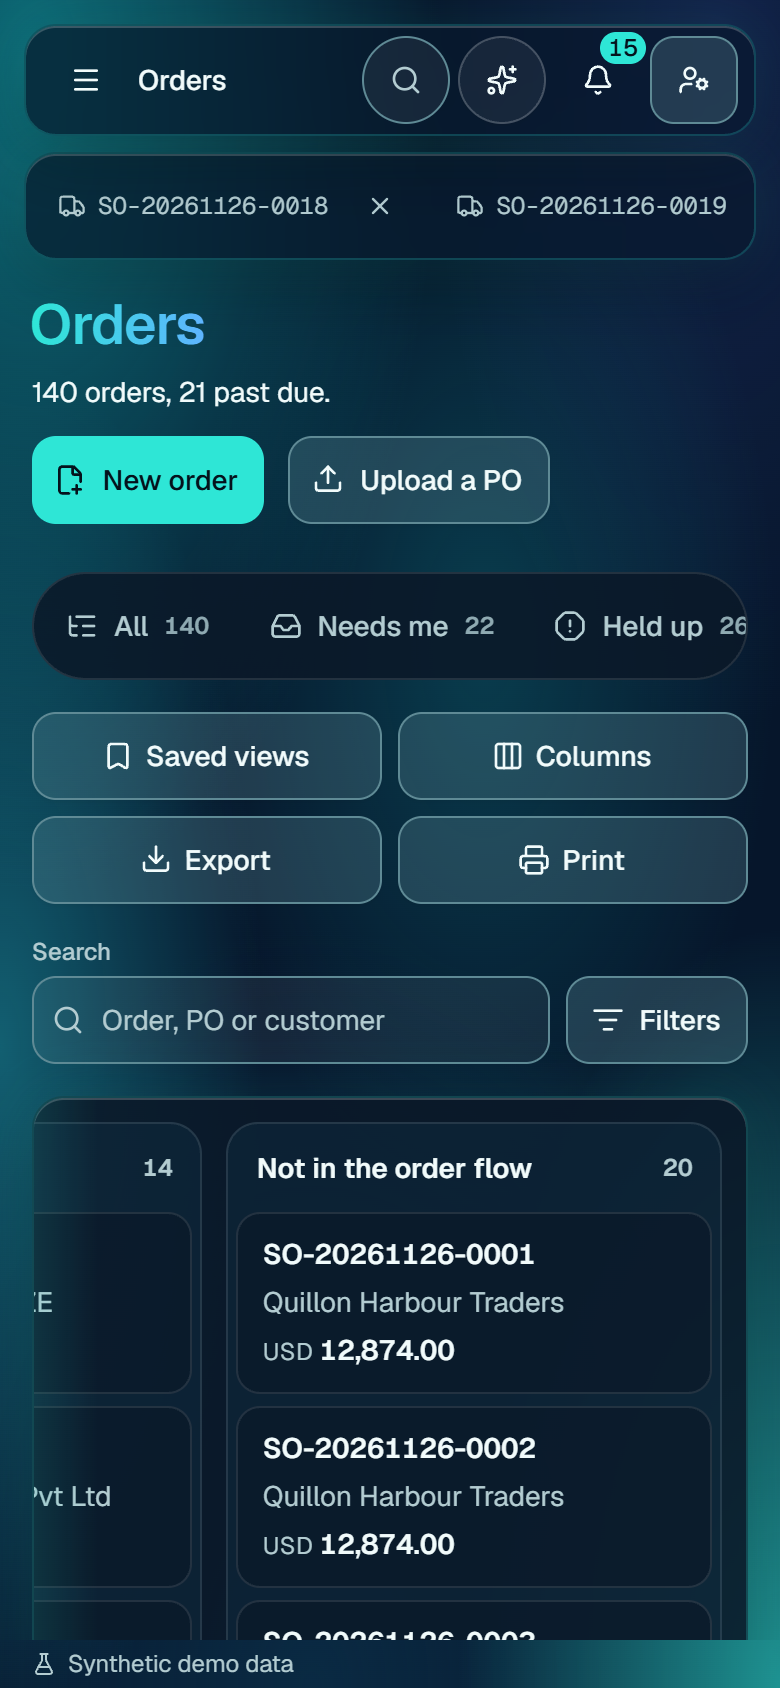 Orders
15
SO-20261126-0018
SO-20261126-0019
Orders
140 orders, 21 past due.
New order
Upload a PO
All 140
Needs me 22
Held up 26
Saved views
Columns
Export
Print
Search
Order, PO or customer
Filters
14
Not in the order flow 20
SO-20261126-0001
Quillon Harbour Traders
USD 12,874.00
Pvt Ltd
SO-20261126-0002
Quillon Harbour Traders
USD 12,874.00
Synthetic demo data